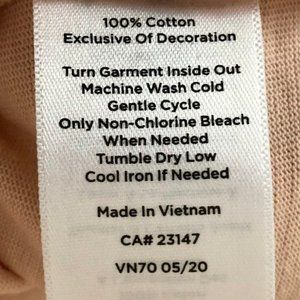 100% Cotton
Exclusive Of Decoration
Turn Garment Inside Out
Machine Wash Cold
Gentle Cycle
Only Non-Chlorine Bleach
When Needed
Tumble Dry Low
Cool Iron If Needed
Made In Vietnam
CA# 23147
VN70 05/20